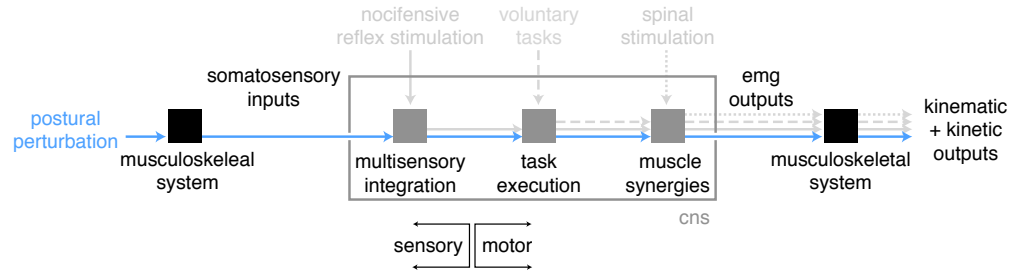 nocifensive
reflex stimulation
voluntary
tasks
spinal
stimulation
somatosensory
inputs
emg
outputs
postural
perturbation
kinematic
+ kinetic
outputs
musculoskeleal
system
multisensory
integration
task
execution
muscle
synergies
musculoskeletal
system
cns
sensory
motor